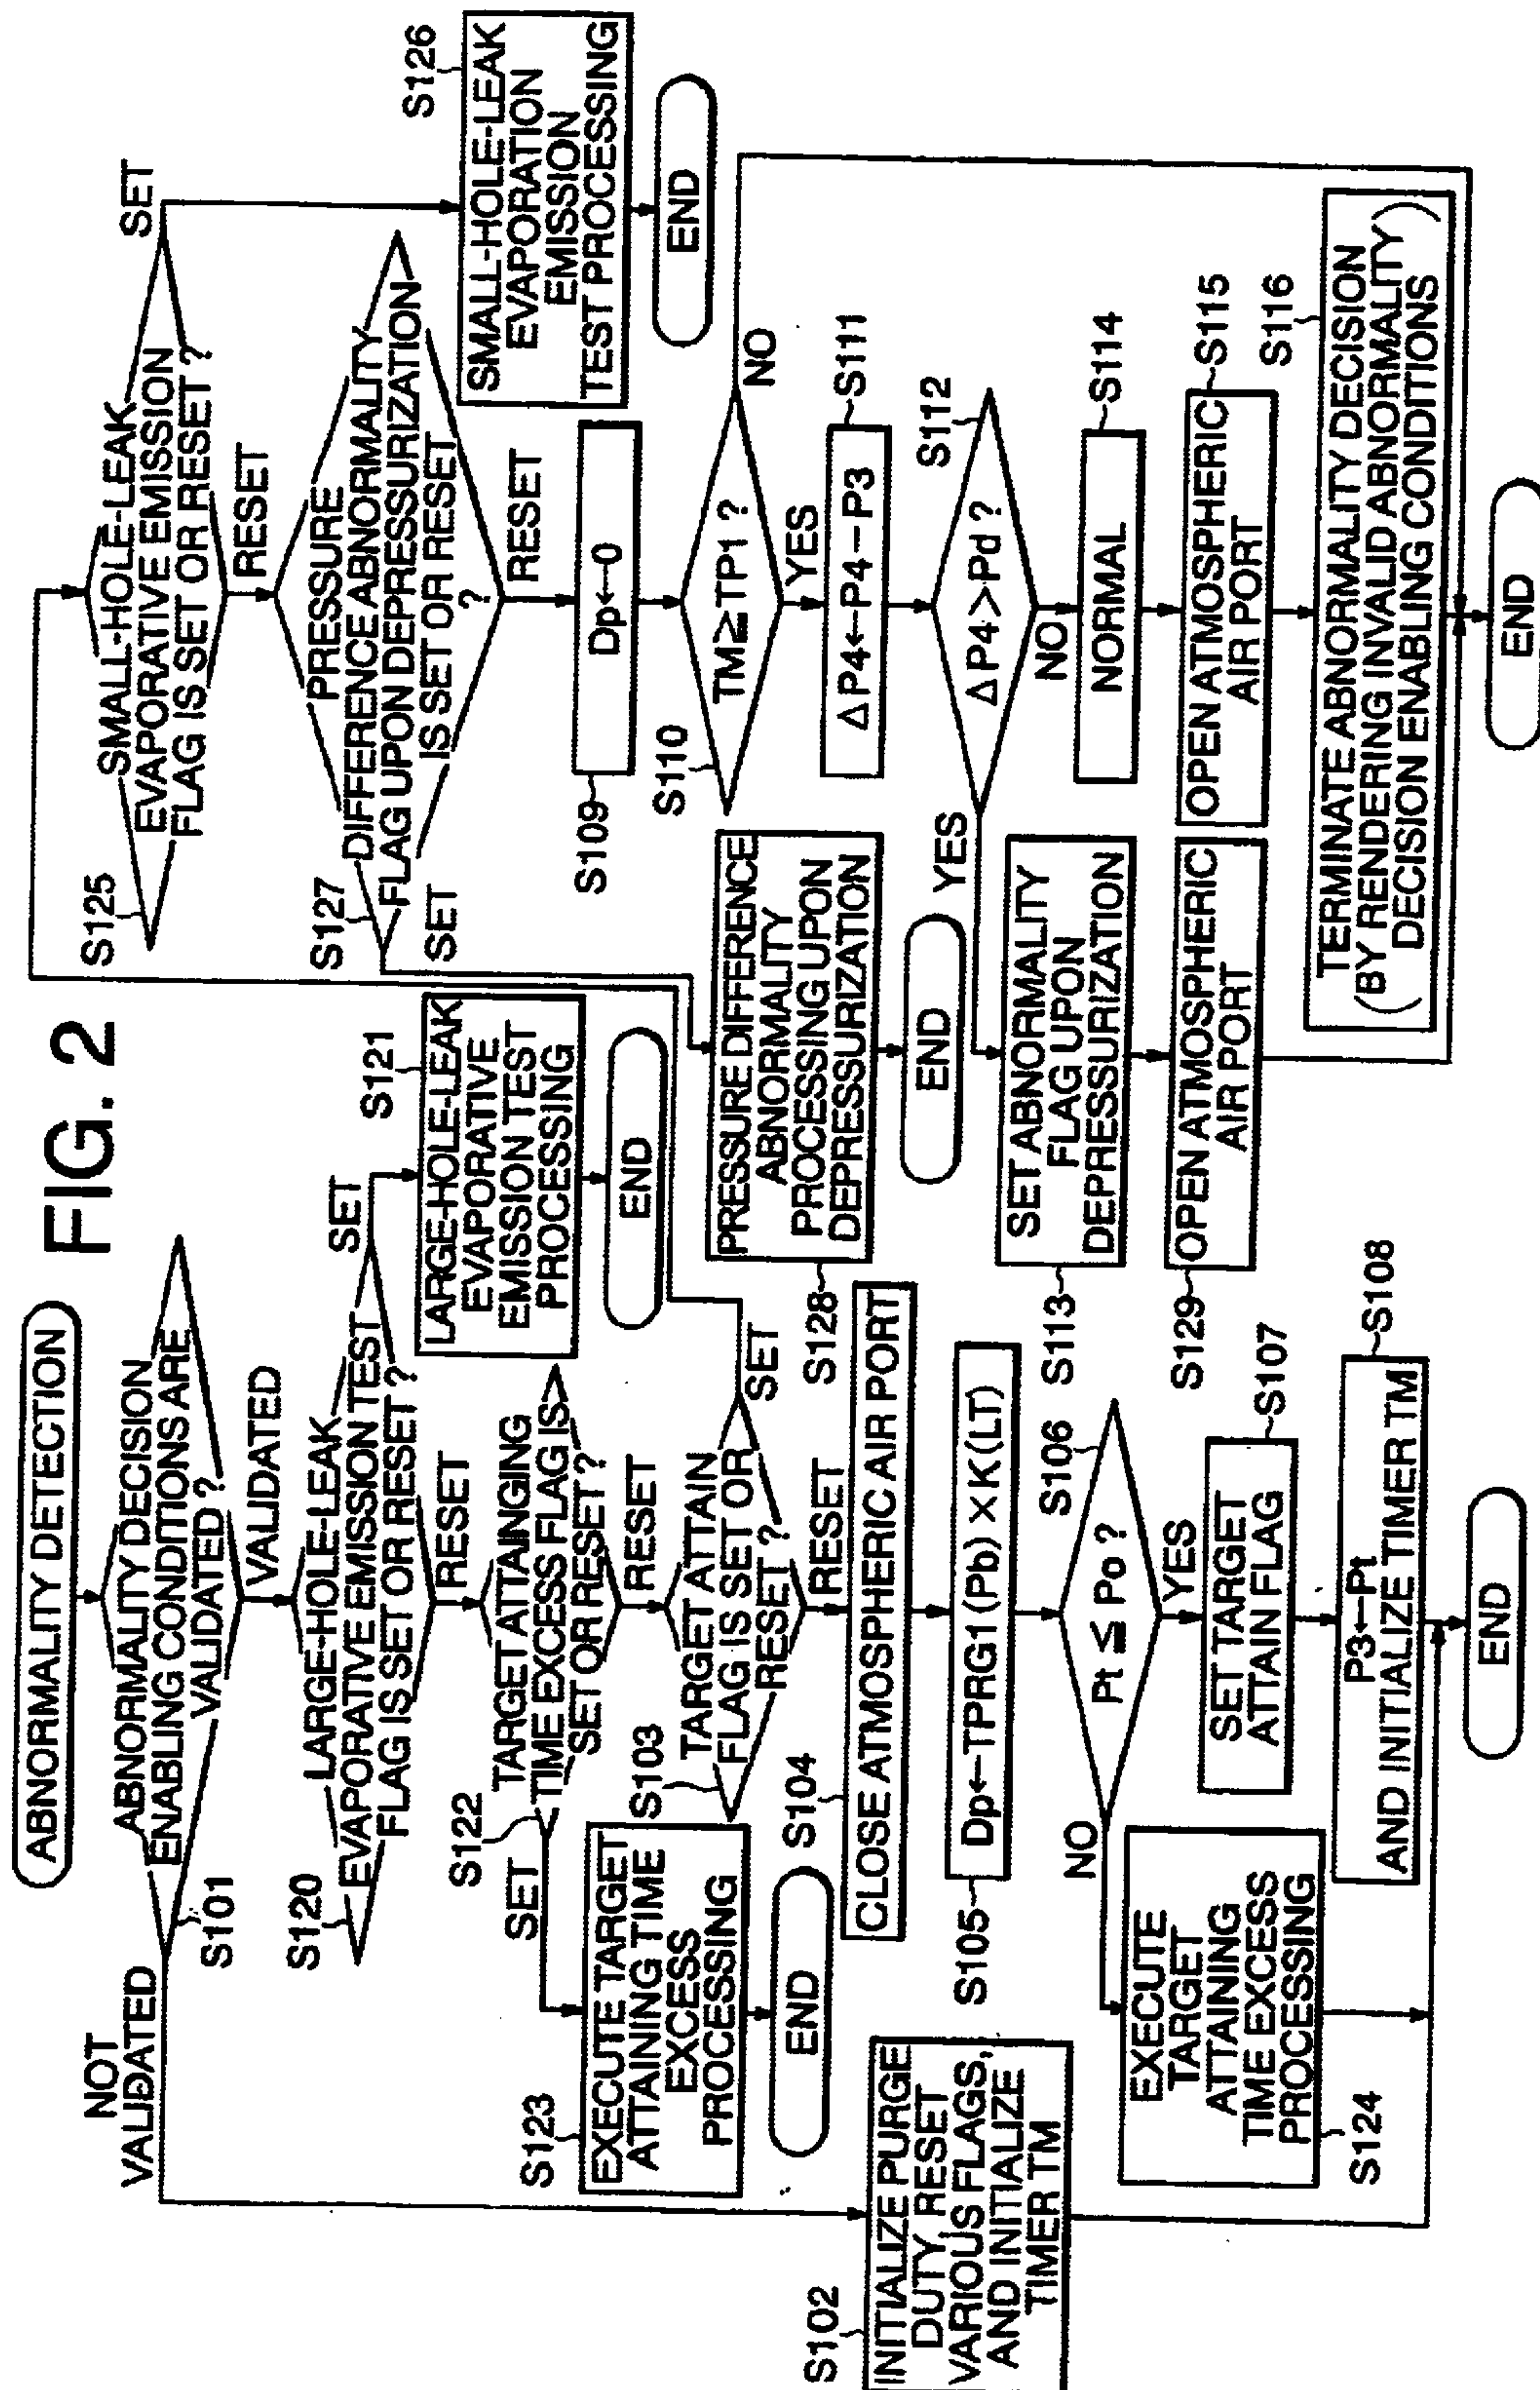 FIG. 2
ABNORMALITY DETECTION
ABNORMALITY DECISION
ENABLING CONDITIONS ARE
VALIDATED ?
S101
NOT
VALIDATED
VALIDATED
S102
INITIALIZE PURGE
DUTY, RESET
VARIOUS FLAGS,
AND INITIALIZE
TIMER TM
S120
LARGE-HOLE-LEAK
EVAPORATIVE EMISSION TEST
FLAG IS SET OR RESET ?
SET
RESET
S121
LARGE-HOLE-LEAK
EVAPORATIVE
EMISSION TEST
PROCESSING
END
S122
TARGET ATTAINING
TIME EXCESS FLAG IS
SET OR RESET ?
SET
RESET
S123
EXECUTE TARGET
ATTAINING TIME
EXCESS
PROCESSING
END
S103
TARGET ATTAIN
FLAG IS SET OR
RESET ?
SET
RESET
S104
CLOSE ATMOSPHERIC AIR PORT
S105
Dp←TPRG1 (Pb) × K(LT)
S106
Pt ≦ Po ?
NO
YES
S124
EXECUTE
TARGET
ATTAINING
TIME EXCESS
PROCESSING
S107
SET TARGET
ATTAIN FLAG
S108
P3←Pt
AND INITIALIZE TIMER TM
END
S125
SMALL-HOLE-LEAK
EVAPORATIVE EMISSION
FLAG IS SET OR RESET ?
SET
RESET
S126
SMALL-HOLE-LEAK
EVAPORATION
EMISSION
TEST PROCESSING
END
S127
PRESSURE
DIFFERENCE ABNORMALITY
FLAG UPON DEPRESSURIZATION
IS SET OR RESET
?
SET
RESET
S128
PRESSURE DIFFERENCE
ABNORMALITY
PROCESSING UPON
DEPRESSURIZATION
END
S109
Dp←0
S110
TM≧TP1 ?
NO
YES
S111
ΔP4←P4−P3
S112
ΔP4>Pd ?
YES
NO
S113
SET ABNORMALITY
FLAG UPON
DEPRESSURIZATION
S129
OPEN ATMOSPHERIC
AIR PORT
S114
NORMAL
S115
OPEN ATMOSPHERIC
AIR PORT
S116
TERMINATE ABNORMALITY DECISION
(BY RENDERING INVALID ABNORMALITY
DECISION ENABLING CONDITIONS)
END